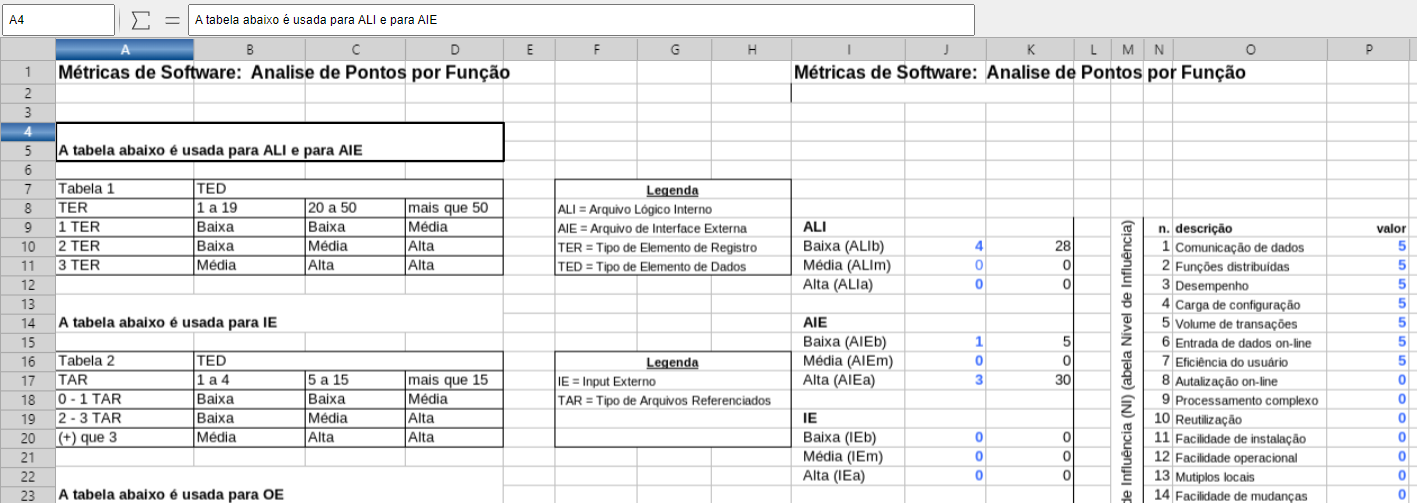 A4 A tabela abaixo é usada para ALI e para AIE
A B C D E F G H I J K L M N O P
1 Métricas de Software: Analise de Pontos por Função Métricas de Software: Analise de Pontos por Função
2
3
4
5 A tabela abaixo é usada para ALI e para AIE
6
7 Tabela 1 TED Legenda
8 TER 1 a 19 20 a 50 mais que 50 ALI = Arquivo Lógico Interno
9 1 TER Baixa Baixa Média AIE = Arquivo de Interface Externa ALI n. descrição valor
10 2 TER Baixa Média Alta TER = Tipo de Elemento de Registro Baixa (ALIb) 4 28 1 Comunicação de dados 5
11 3 TER Média Alta Alta TED = Tipo de Elemento de Dados Média (ALIm) 0 0 2 Funções distribuídas 5
12 Alta (ALIa) 0 0 3 Desempenho 5
13 4 Carga de configuração 5
14 A tabela abaixo é usada para IE AIE 5 Volume de transações 5
15 Baixa (AIEb) 1 5 6 Entrada de dados on-line 5
16 Tabela 2 TED Legenda Média (AIEm) 0 0 7 Eficiência do usuário 5
17 TAR 1 a 4 5 a 15 mais que 15 IE = Input Externo Alta (AIEa) 3 30 8 Autalização on-line 0
18 0 - 1 TAR Baixa Baixa Média TAR = Tipo de Arquivos Referenciados 9 Processamento complexo 0
19 2 - 3 TAR Baixa Média Alta IE 10 Reutilização 0
20 (+) que 3 Média Alta Alta Baixa (IEb) 0 0 11 Facilidade de instalação 0
21 Média (IEm) 0 0 12 Facilidade operacional 0
22 Alta (IEa) 0 0 13 Mutiplos locais 0
23 A tabela abaixo é usada para OE 14 Facilidade de mudanças 0
de Influência (NI) (abela Nível de Influência)